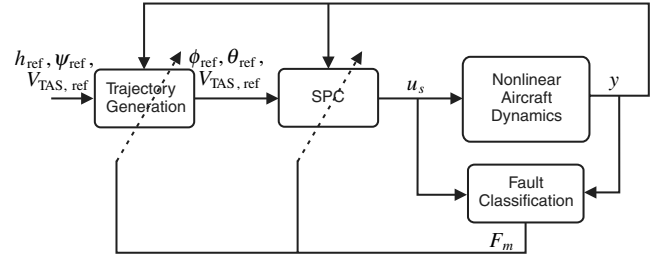 h_ref, ψ_ref,
V_TAS, ref
Trajectory
Generation
ϕ_ref, θ_ref,
V_TAS, ref
SPC
u_s
Nonlinear
Aircraft
Dynamics
y
Fault
Classification
F_m